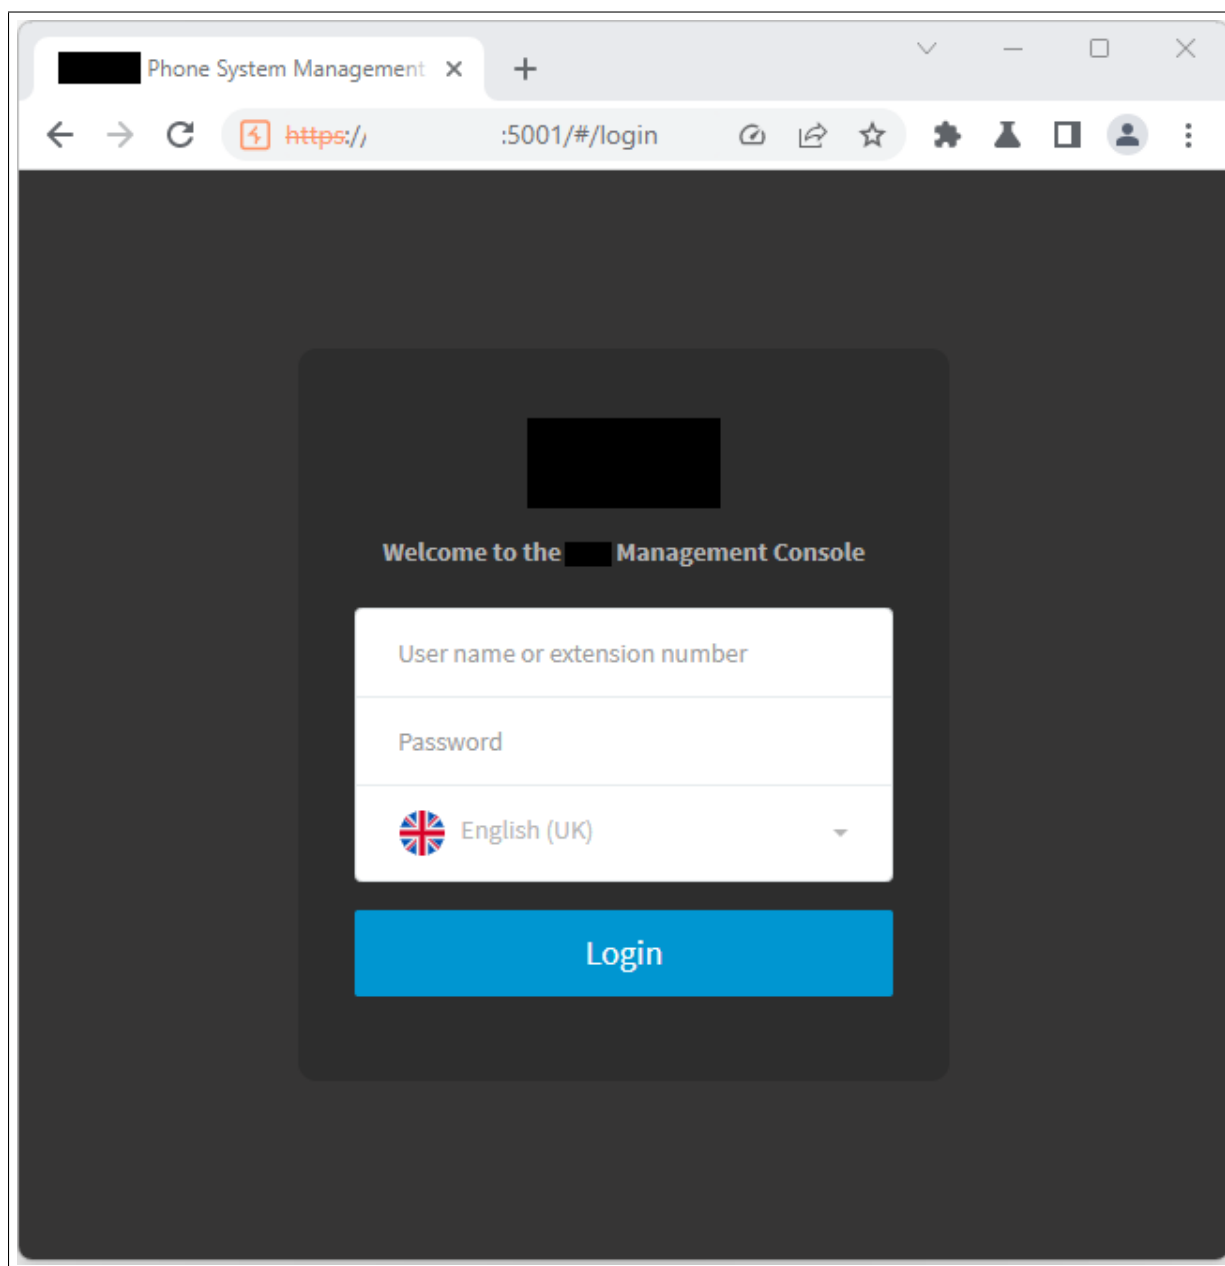 Phone System Management
https:// :5001/#/login
Welcome to the Management Console
User name or extension number
Password
English (UK)
Login